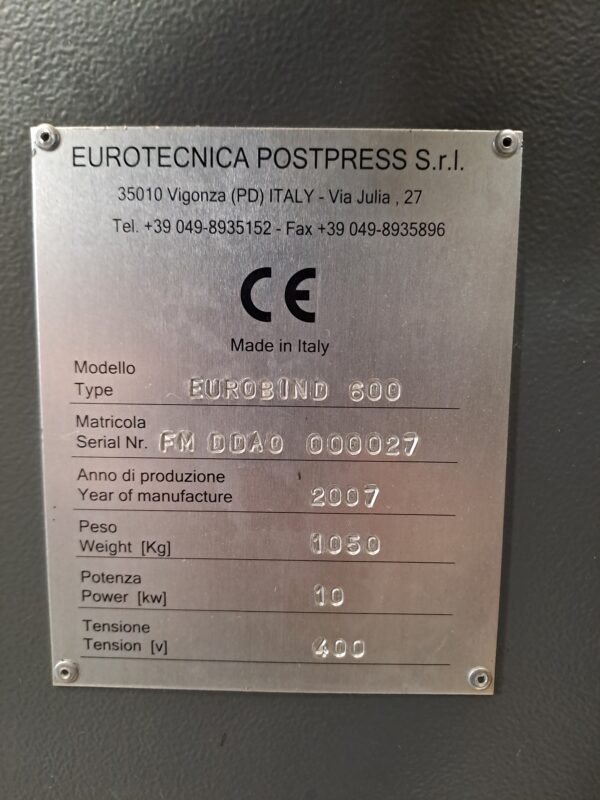 EUROTECNICA POSTPRESS S.r.l.
35010 Vigonza (PD) ITALY - Via Julia , 27
Tel. +39 049-8935152 - Fax +39 049-8935896
CE
Made in Italy
Modello
Type EUROBIND 600
Matricola
Serial Nr. FM DDAO 000027
Anno di produzione
Year of manufacture 2007
Peso
Weight [Kg] 1050
Potenza
Power [kw] 10
Tensione
Tension [v] 400